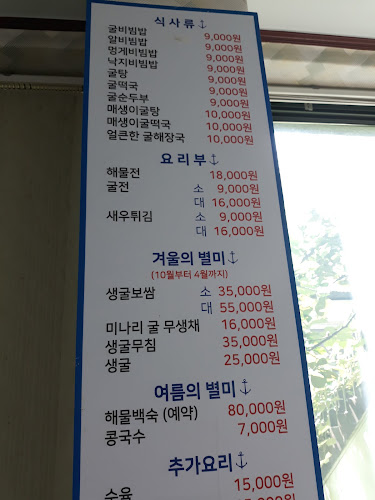 식사류
굴비빔밥 9,000원
알비빔밥 9,000원
멍게비빔밥 9,000원
낙지비빔밥 9,000원
굴탕 9,000원
굴떡국 9,000원
굴순두부 9,000원
매생이굴탕 10,000원
매생이굴떡국 10,000원
얼큰한 굴해장국 10,000원
요리부
해물전 18,000원
굴전 소 9,000원
대 16,000원
새우튀김 소 9,000원
대 16,000원
겨울의 별미
(10월부터 4월까지)
생굴보쌈 소 35,000원
대 55,000원
미나리 굴 무생채 16,000원
생굴무침 35,000원
생굴 25,000원
여름의 별미
해물백숙 (예약) 80,000원
콩국수 7,000원
추가요리
수육 15,000원